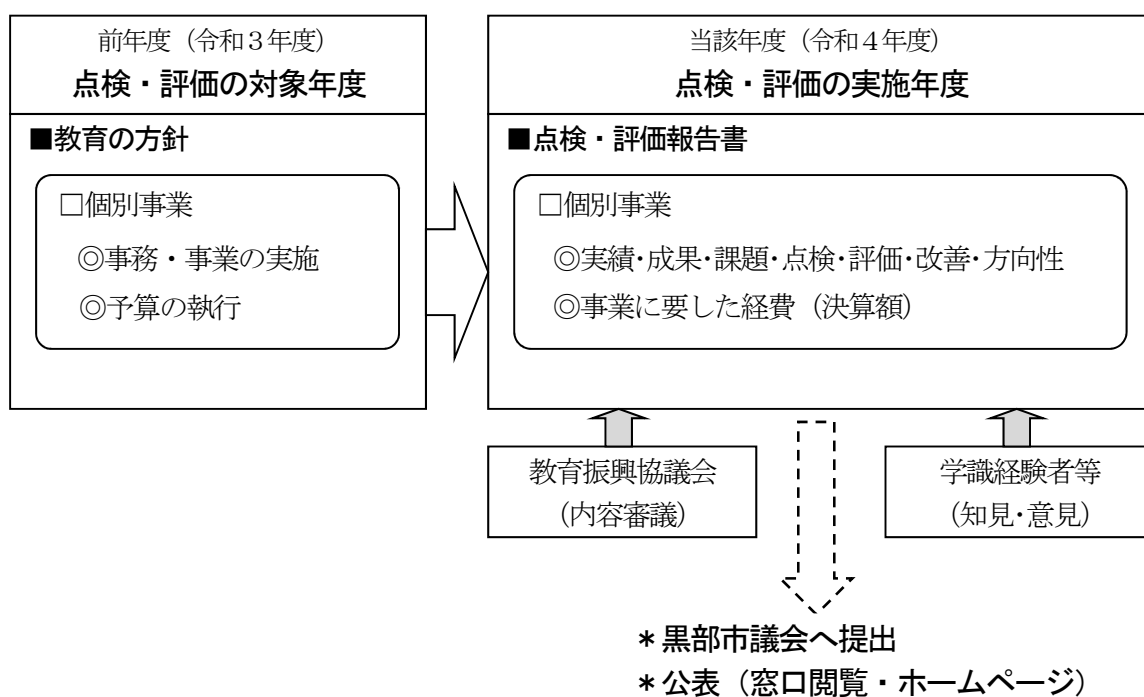 前年度（令和３年度）
点検・評価の対象年度
■教育の方針
□個別事業
◎事務・事業の実施
◎予算の執行
当該年度（令和４年度）
点検・評価の実施年度
■点検・評価報告書
□個別事業
◎実績・成果・課題・点検・評価・改善・方向性
◎事業に要した経費（決算額）
教育振興協議会
（内容審議）
学識経験者等
（知見・意見）
＊黒部市議会へ提出
＊公表（窓口閲覧・ホームページ）